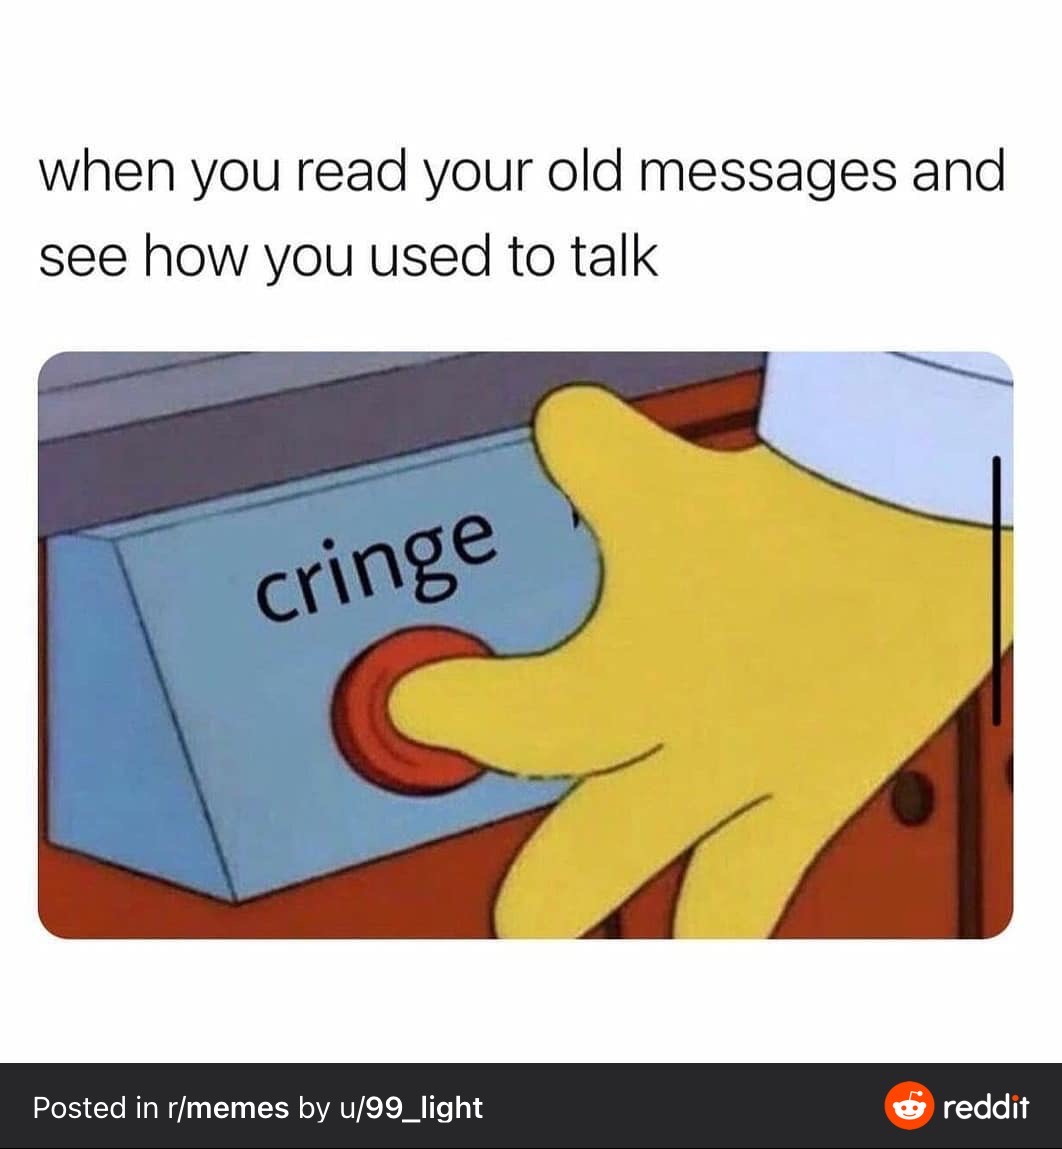 when you read your old messages and
see how you used to talk
cringe
Posted in r/memes by u/99_light
reddit